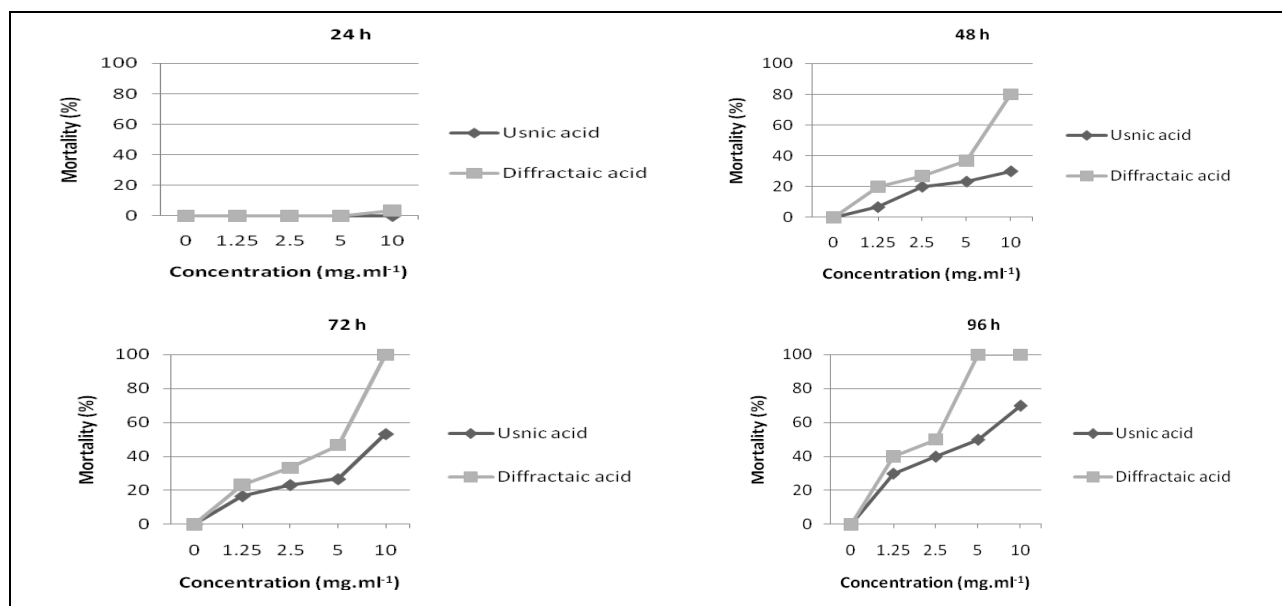 24 h
100
80
60
40
20
0
Mortality (%)
0 1.25 2.5 5 10
Concentration (mg.ml-1)
Usnic acid
Diffractaic acid
48 h
100
80
60
40
20
0
Mortality (%)
0 1.25 2.5 5 10
Concentration (mg.ml-1)
Usnic acid
Diffractaic acid
72 h
100
80
60
40
20
0
Mortality (%)
0 1.25 2.5 5 10
Concentration (mg.ml-1)
Usnic acid
Diffractaic acid
96 h
100
80
60
40
20
0
Mortality (%)
0 1.25 2.5 5 10
Concentration (mg.ml-1)
Usnic acid
Diffractaic acid